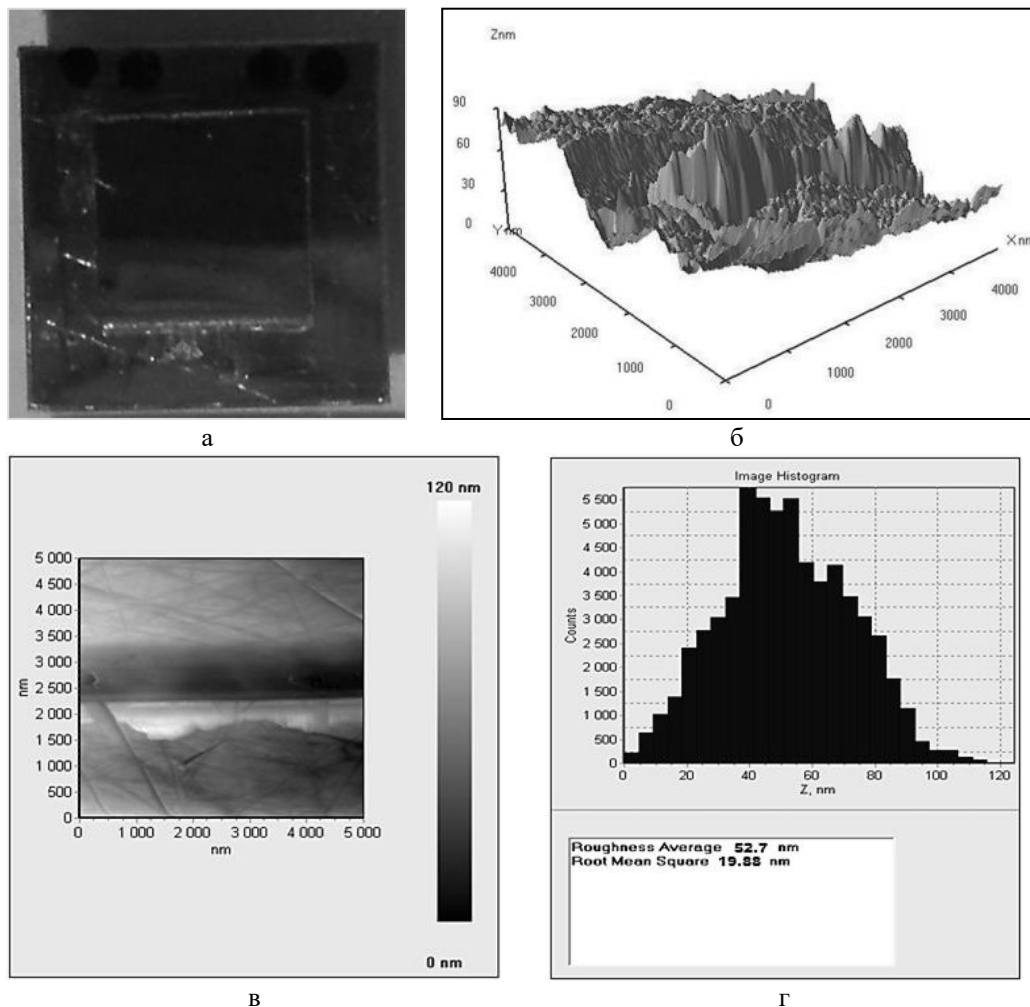 Z nm
90
60
30
0
Y nm
4000
3000
2000
1000
0
X nm
4000
3000
2000
1000
0
а
б
120 nm
0 nm
5 000
4 500
4 000
3 500
3 000
2 500
2 000
1 500
1 000
500
0
nm
0 1 000 2 000 3 000 4 000 5 000
nm
в
Image Histogram
5 500
5 000
4 500
4 000
3 500
3 000
2 500
2 000
1 500
1 000
500
0
Counts
0 20 40 60 80 100 120
Z, nm
Roughness Average 52.7 nm
Root Mean Square 19.88 nm
г